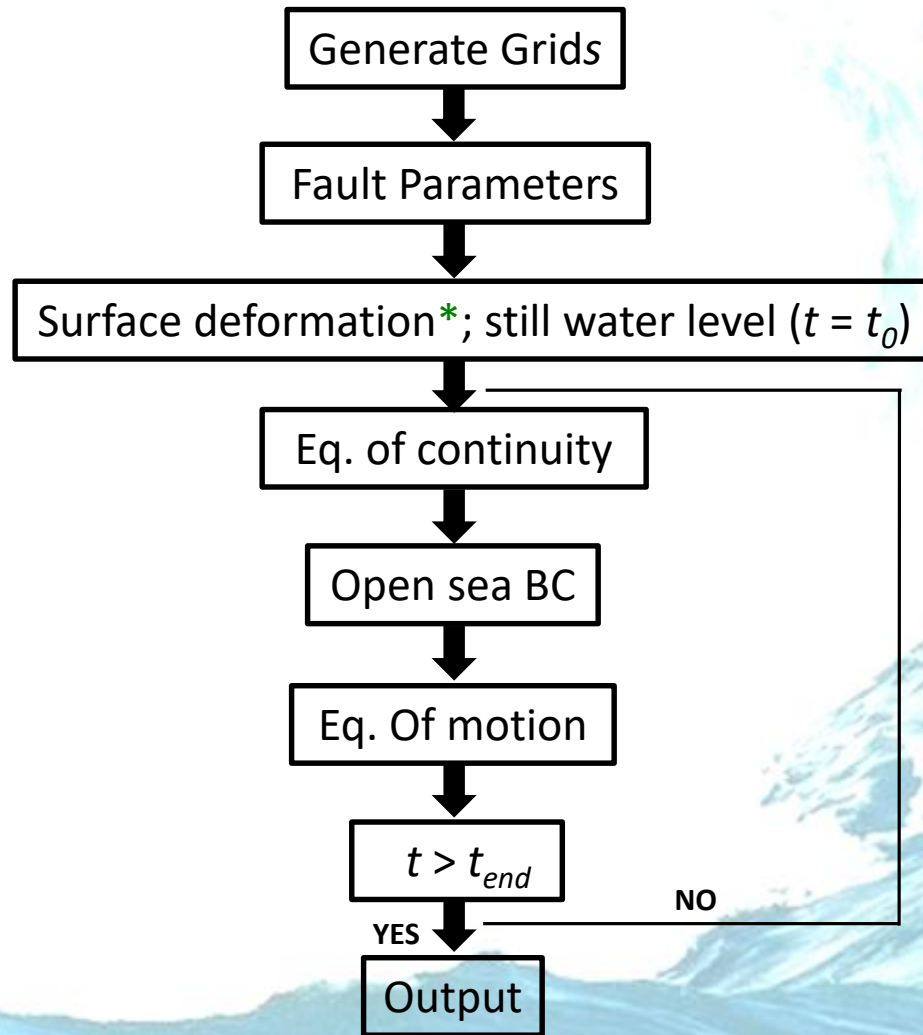 Generate Grids
Fault Parameters
Surface deformation*; still water level (t = t0)
Eq. of continuity
Open sea BC
Eq. Of motion
t > tend
NO
YES
Output